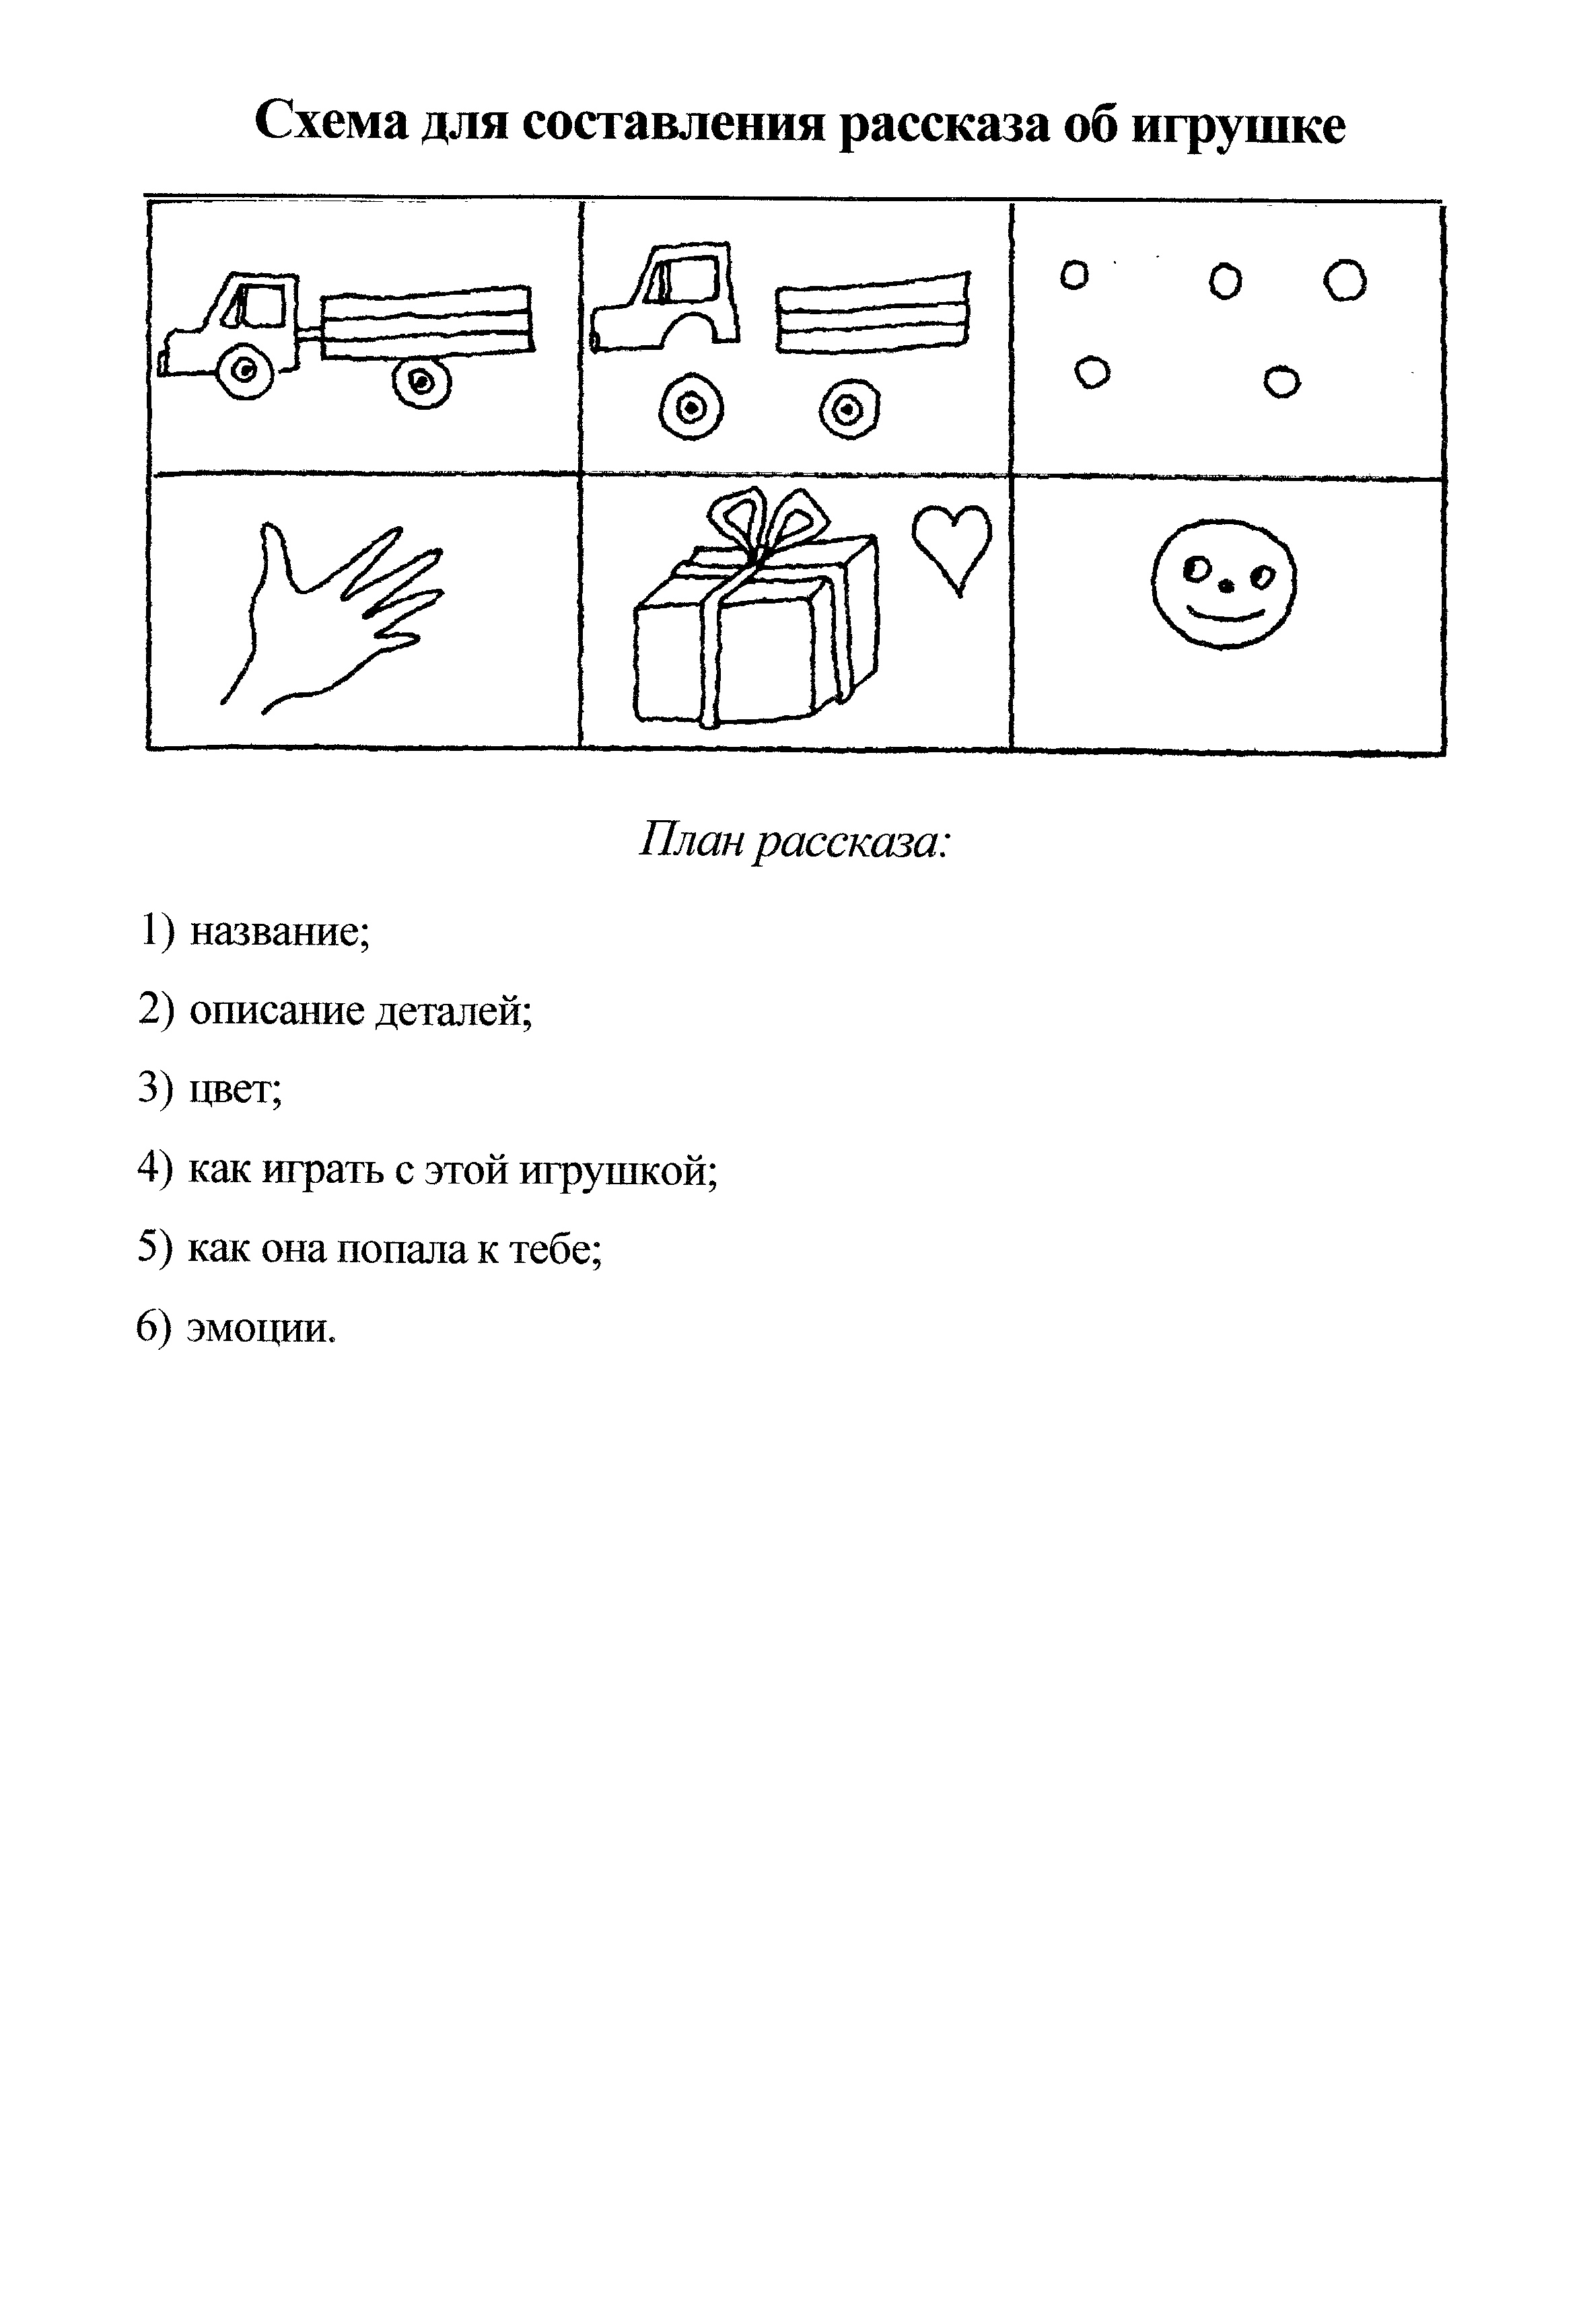 Схема для составления рассказа об игрушке
План рассказа:
1) название;
2) описание деталей;
3) цвет;
4) как играть с этой игрушкой;
5) как она попала к тебе;
6) эмоции.